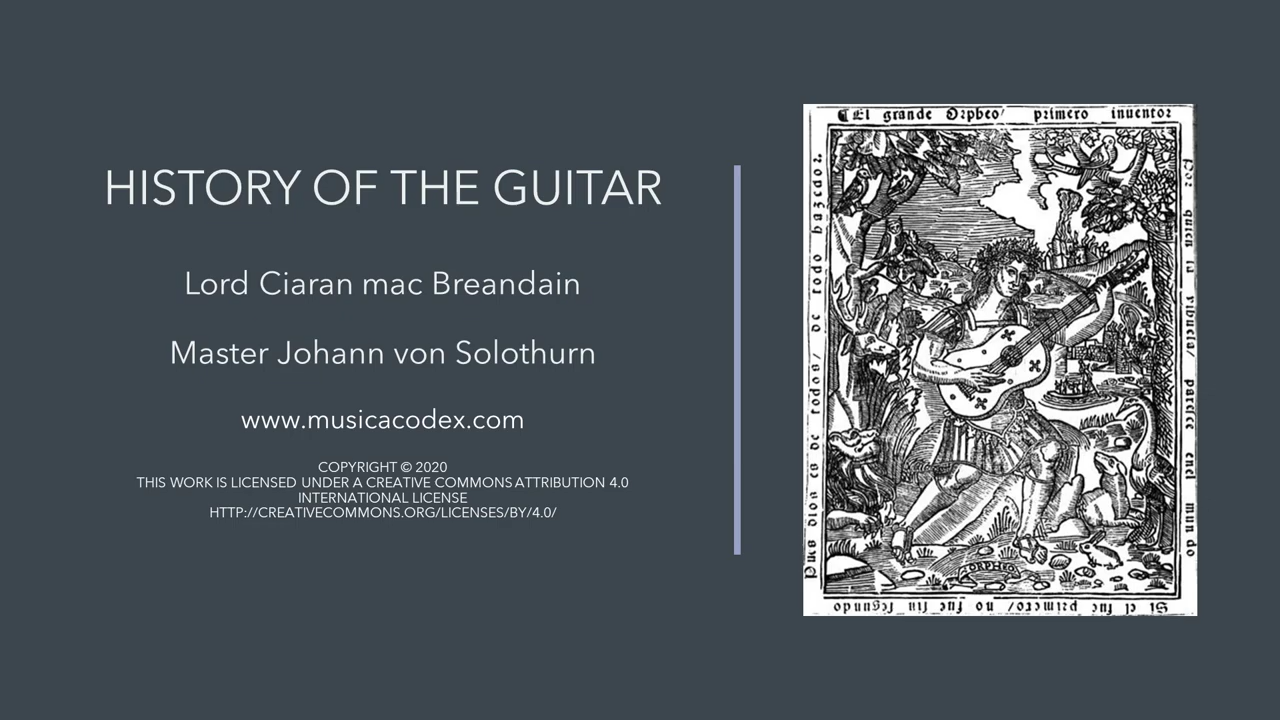 HISTORY OF THE GUITAR
Lord Ciaran mac Breandain
Master Johann von Solothurn
www.musicacodex.com
COPYRIGHT © 2020
THIS WORK IS LICENSED UNDER A CREATIVE COMMONS ATTRIBUTION 4.0
INTERNATIONAL LICENSE
HTTP://CREATIVECOMMONS.ORG/LICENSES/BY/4.0/
¶El grande Orpheo/ primero inuentor
Por quien la vihuela/ paresce enel mundo
Si el fue primero/ no fue sin segundo
Pues dios es de todos/ de todo hazedor.
ORPHEO